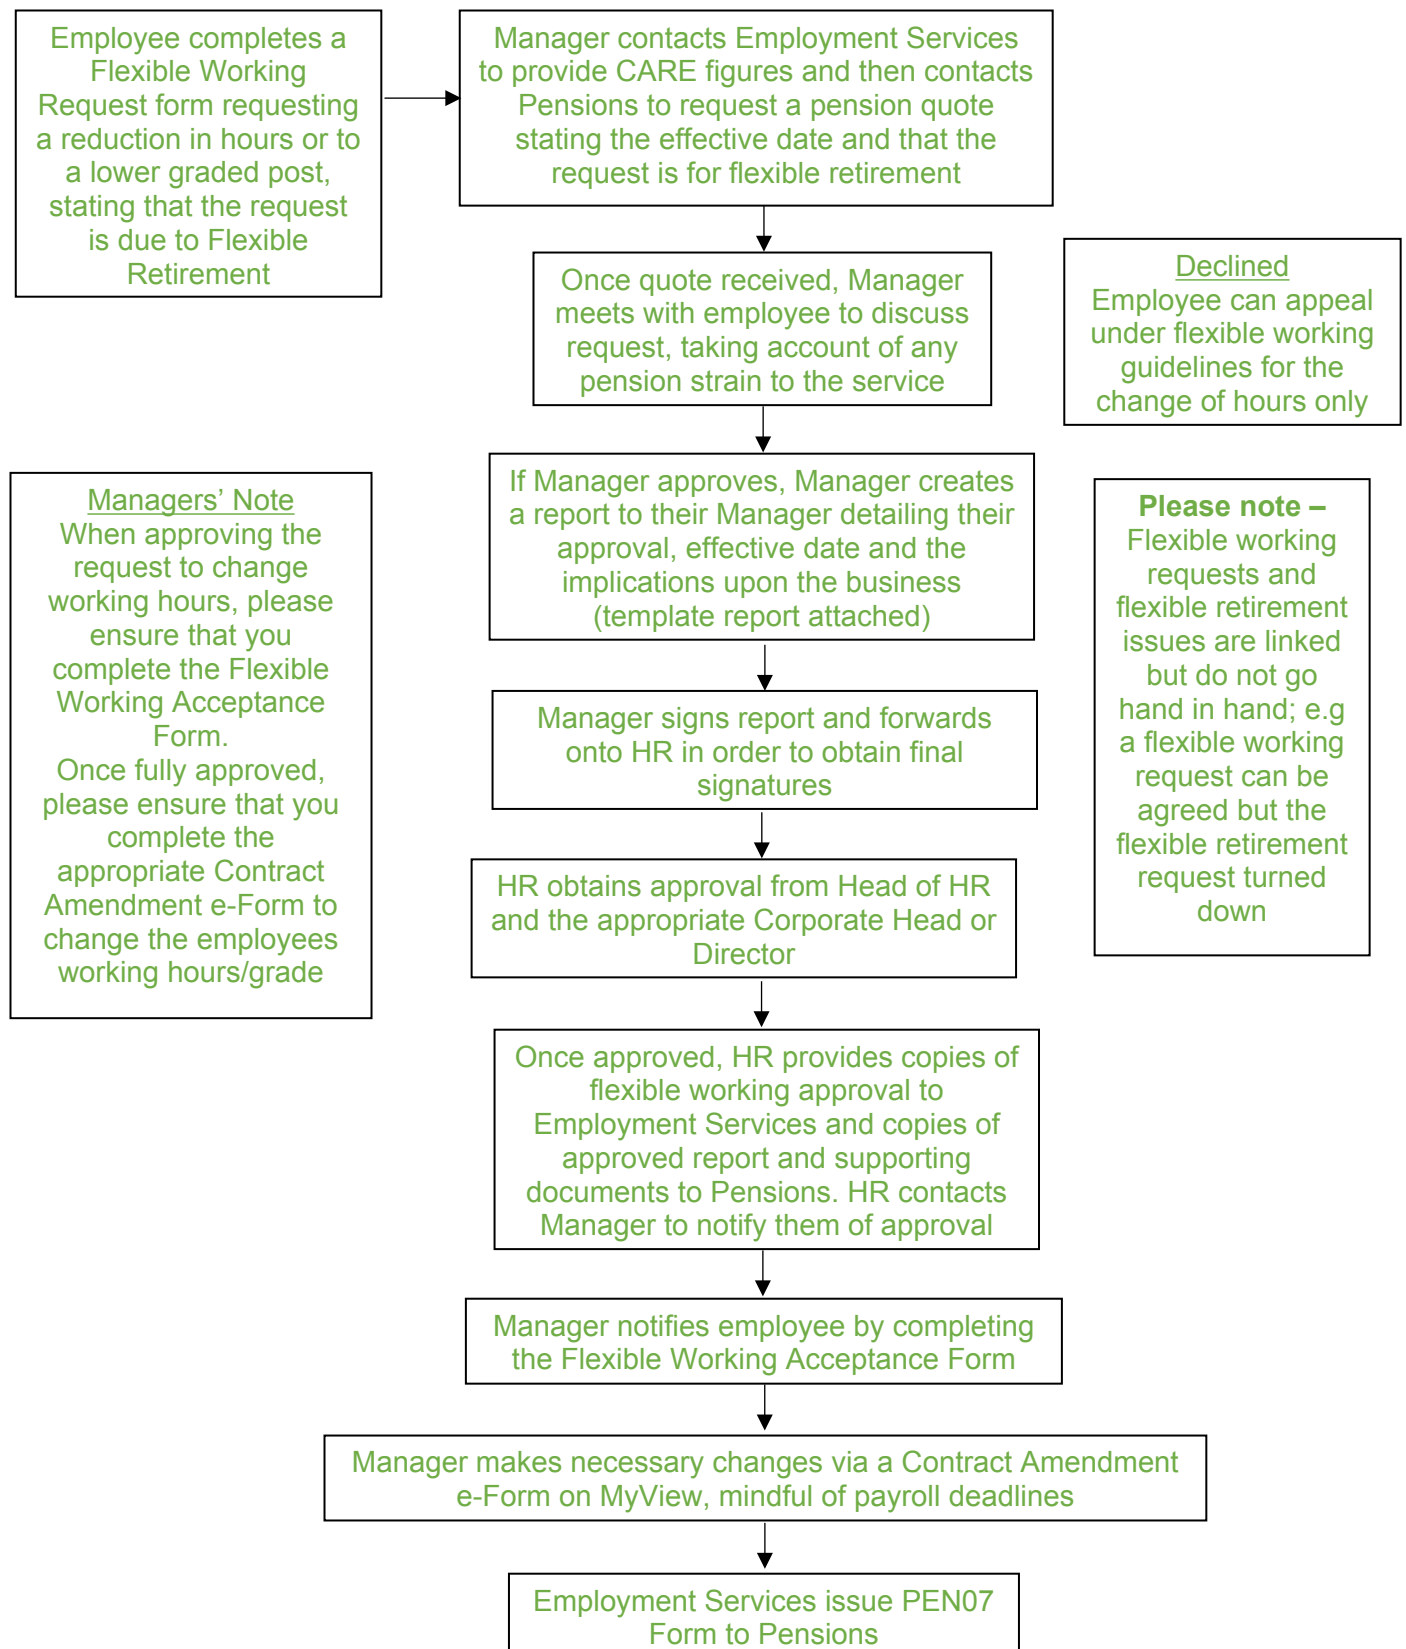 Employee completes a
Flexible Working
Request form requesting
a reduction in hours or to
a lower graded post,
stating that the request
is due to Flexible
Retirement
Manager contacts Employment Services
to provide CARE figures and then contacts
Pensions to request a pension quote
stating the effective date and that the
request is for flexible retirement
Once quote received, Manager
meets with employee to discuss
request, taking account of any
pension strain to the service
Declined
Employee can appeal
under flexible working
guidelines for the
change of hours only
If Manager approves, Manager creates
a report to their Manager detailing their
approval, effective date and the
implications upon the business
(template report attached)
Managers’ Note
When approving the
request to change
working hours, please
ensure that you
complete the Flexible
Working Acceptance
Form.
Once fully approved,
please ensure that you
complete the
appropriate Contract
Amendment e-Form to
change the employees
working hours/grade
Please note –
Flexible working
requests and
flexible retirement
issues are linked
but do not go
hand in hand; e.g
a flexible working
request can be
agreed but the
flexible retirement
request turned
down
Manager signs report and forwards
onto HR in order to obtain final
signatures
HR obtains approval from Head of HR
and the appropriate Corporate Head or
Director
Once approved, HR provides copies of
flexible working approval to
Employment Services and copies of
approved report and supporting
documents to Pensions. HR contacts
Manager to notify them of approval
Manager notifies employee by completing
the Flexible Working Acceptance Form
Manager makes necessary changes via a Contract Amendment
e-Form on MyView, mindful of payroll deadlines
Employment Services issue PEN07
Form to Pensions